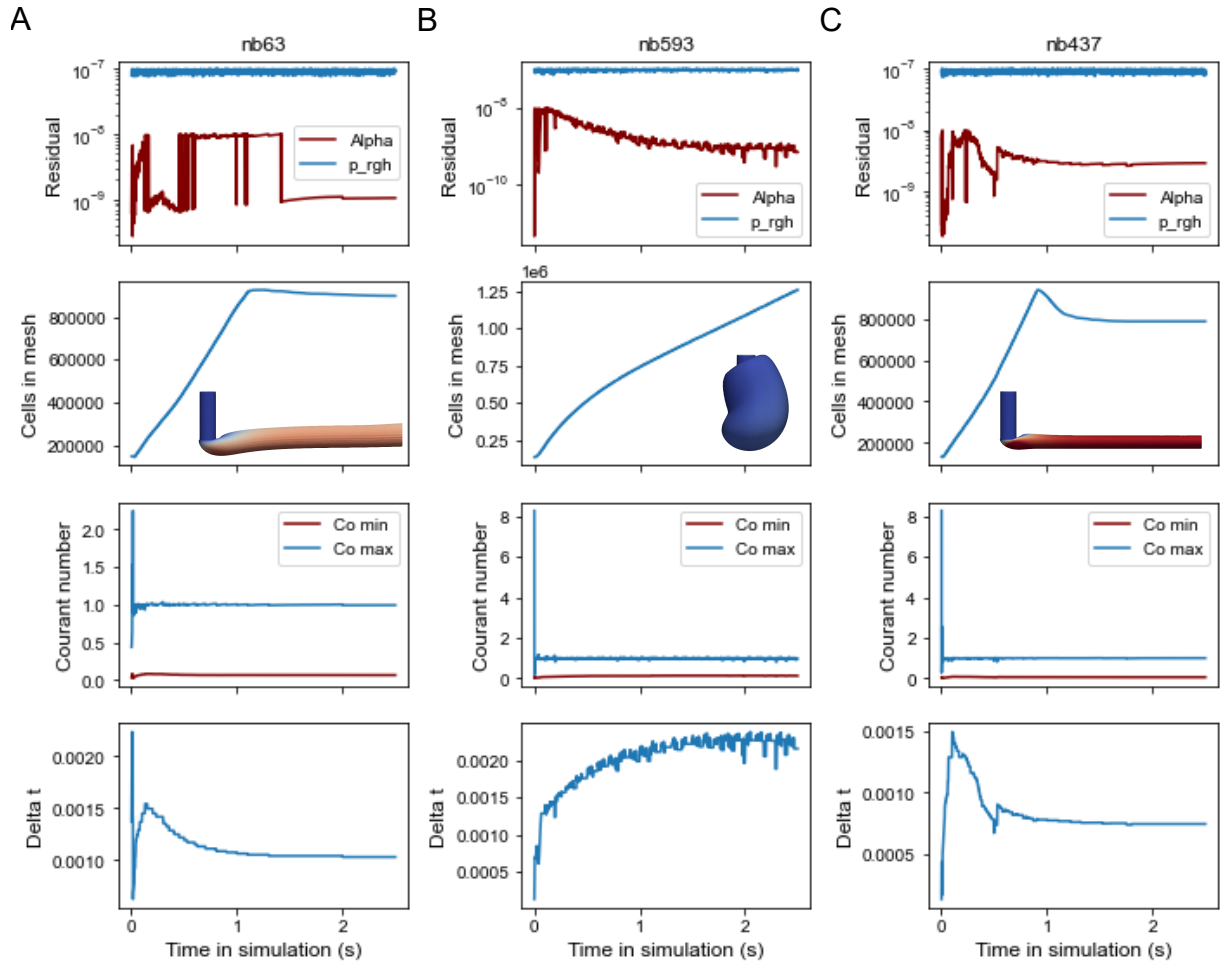 A
nb63
10⁻⁷
10⁻⁸
10⁻⁹
Residual
Alpha
p_rgh
800000
600000
400000
200000
Cells in mesh
2.0
1.5
1.0
0.5
0.0
Courant number
Co min
Co max
0.0020
0.0015
0.0010
Delta t
0 1 2
Time in simulation (s)
B
nb593
10⁻⁸
10⁻¹⁰
Residual
Alpha
p_rgh
1e6
1.25
1.00
0.75
0.50
0.25
Cells in mesh
8
6
4
2
0
Courant number
Co min
Co max
0.0020
0.0015
0.0010
0.0005
Delta t
0 1 2
Time in simulation (s)
C
nb437
10⁻⁷
10⁻⁸
10⁻⁹
Residual
Alpha
p_rgh
800000
600000
400000
200000
Cells in mesh
8
6
4
2
0
Courant number
Co min
Co max
0.0015
0.0010
0.0005
Delta t
0 1 2
Time in simulation (s)